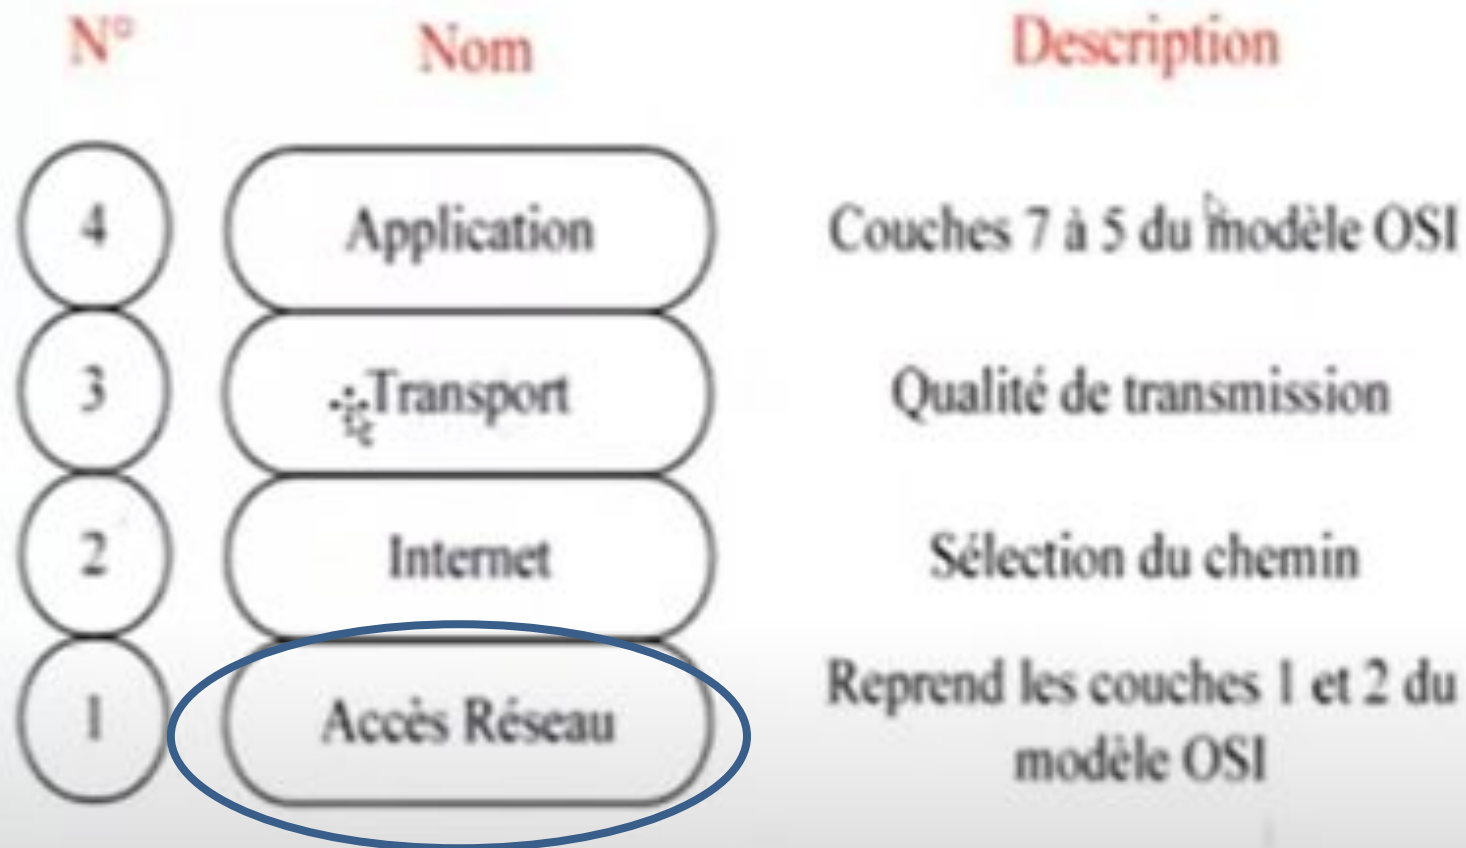 N° Nom Description
4 Application Couches 7 à 5 du modèle OSI
3 Transport Qualité de transmission
2 Internet Sélection du chemin
1 Accès Réseau Reprend les couches 1 et 2 du
modèle OSI